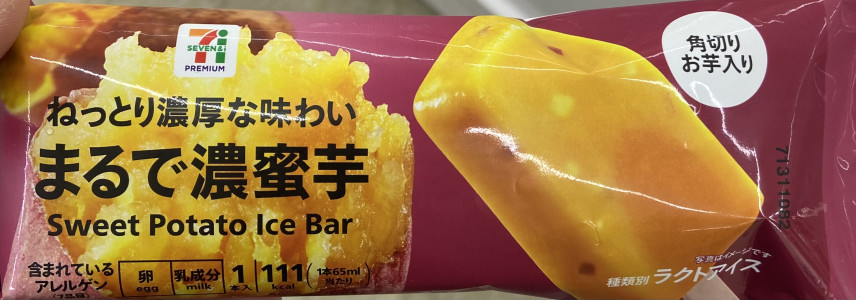 SEVEN&i
PREMIUM
角切り
お芋入り
ねっとり濃厚な味わい
まるで濃蜜芋
Sweet Potato Ice Bar
含まれている
アレルゲン
(7品目)
卵
egg
乳成分
milk
1
本入
111
kcal
(1本65ml
当たり)
71311082
写真はイメージです
種類別 ラクトアイス